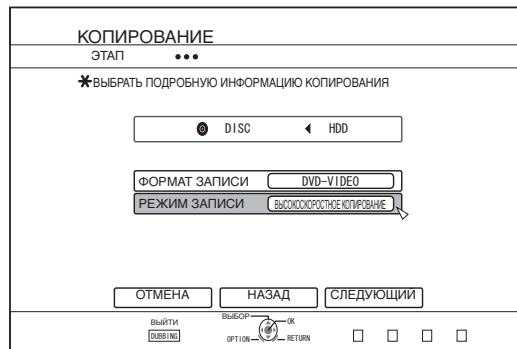 КОПИРОВАНИЕ
ЭТАП ●●●
*ВЫБРАТЬ ПОДРОБНУЮ ИНФОРМАЦИЮ КОПИРОВАНИЯ
DISC ◀ HDD
ФОРМАТ ЗАПИСИ DVD-VIDEO
РЕЖИМ ЗАПИСИ ВЫСОКОСКОРОСТНОЕ КОПИРОВАНИЕ
ОТМЕНА НАЗАД СЛЕДУЮЩИЙ
ВЫЙТИ ВЫБОР OK
DUBBING OPTION RETURN